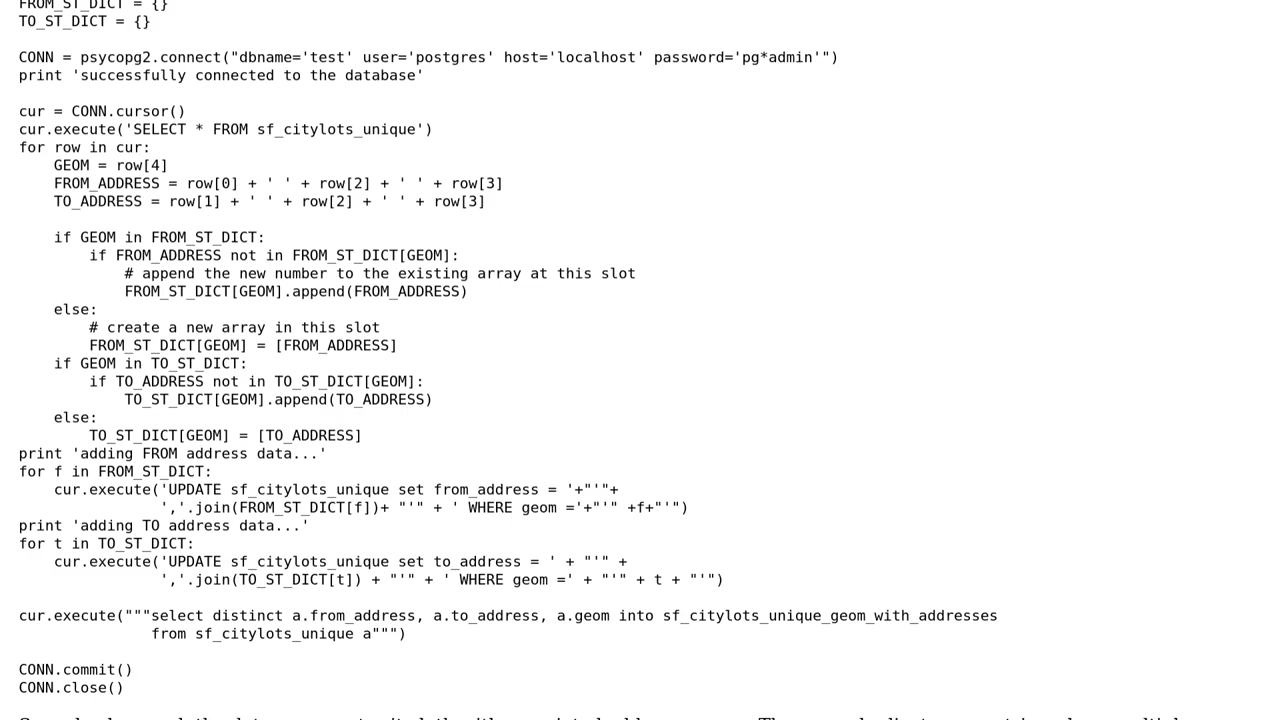 FROM_ST_DICT = {}
TO_ST_DICT = {}
CONN = psycopg2.connect("dbname='test' user='postgres' host='localhost' password='pg*admin'")
print 'successfully connected to the database'
cur = CONN.cursor()
cur.execute('SELECT * FROM sf_citylots_unique')
for row in cur:
    GEOM = row[4]
    FROM_ADDRESS = row[0] + ' ' + row[2] + ' ' + row[3]
    TO_ADDRESS = row[1] + ' ' + row[2] + ' ' + row[3]
    if GEOM in FROM_ST_DICT:
        if FROM_ADDRESS not in FROM_ST_DICT[GEOM]:
            # append the new number to the existing array at this slot
            FROM_ST_DICT[GEOM].append(FROM_ADDRESS)
    else:
        # create a new array in this slot
        FROM_ST_DICT[GEOM] = [FROM_ADDRESS]
    if GEOM in TO_ST_DICT:
        if TO_ADDRESS not in TO_ST_DICT[GEOM]:
            TO_ST_DICT[GEOM].append(TO_ADDRESS)
    else:
        TO_ST_DICT[GEOM] = [TO_ADDRESS]
print 'adding FROM address data...'
for f in FROM_ST_DICT:
    cur.execute('UPDATE sf_citylots_unique set from_address = '+"'"+
                ','.join(FROM_ST_DICT[f])+ "'" + ' WHERE geom ='+"'" +f+"'")
print 'adding TO address data...'
for t in TO_ST_DICT:
    cur.execute('UPDATE sf_citylots_unique set to_address = ' + "'" +
                ','.join(TO_ST_DICT[t]) + "'" + ' WHERE geom =' + "'" + t + "'")
cur.execute("""select distinct a.from_address, a.to_address, a.geom into sf_citylots_unique_geom_with_addresses
               from sf_citylots_unique a""")
CONN.commit()
CONN.close()